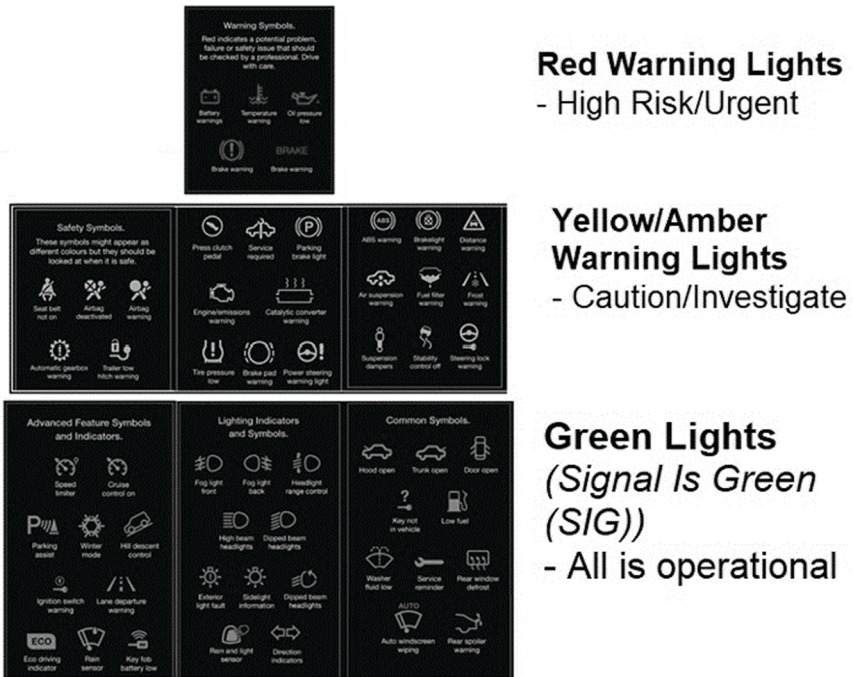 Warning Symbols.
Red indicates a potential problem,
failure or safety issue that should
be checked by a professional. Drive
with care.
Battery
warnings
Temperature
warning
Oil pressure
low
BRAKE
Brake warning
Brake warning
Red Warning Lights
- High Risk/Urgent
Safety Symbols.
These symbols might appear as
different colours but they should be
looked at when it is safe.
Seat belt
not on
Airbag
deactivated
Airbag
warning
Automatic gearbox
warning
Trailer tow
hitch warning
Press clutch
pedal
Service
required
P
Parking
brake light
Engine/emissions
warning
Catalytic converter
warning
Tire pressure
low
Brake pad
warning
Power steering
warning light
ABS
ABS warning
Brakelight
warning
Distance
warning
Air suspension
warning
Fuel filter
warning
Frost
warning
Suspension
dampers
Stability
control off
Steering lock
warning
Yellow/Amber
Warning Lights
- Caution/Investigate
Advanced Feature Symbols
and Indicators.
Speed
limiter
Cruise
control on
P
Parking
assist
Winter
mode
Hill descent
control
Ignition switch
warning
Lane departure
warning
ECO
Eco driving
indicator
Rain
sensor
Key fob
battery low
Lighting Indicators
and Symbols.
Fog light
front
Fog light
back
Headlight
range control
High beam
headlights
Dipped beam
headlights
Exterior
light fault
Sidelight
information
Dipped beam
headlights
Rain and light
sensor
Direction
indicators
Common Symbols.
Hood open
Trunk open
Door open
?
Key not
in vehicle
Low fuel
Washer
fluid low
Service
reminder
Rear window
defrost
AUTO
Auto windscreen
wiping
Rear spoiler
warning
Green Lights
(Signal Is Green
(SIG))
- All is operational